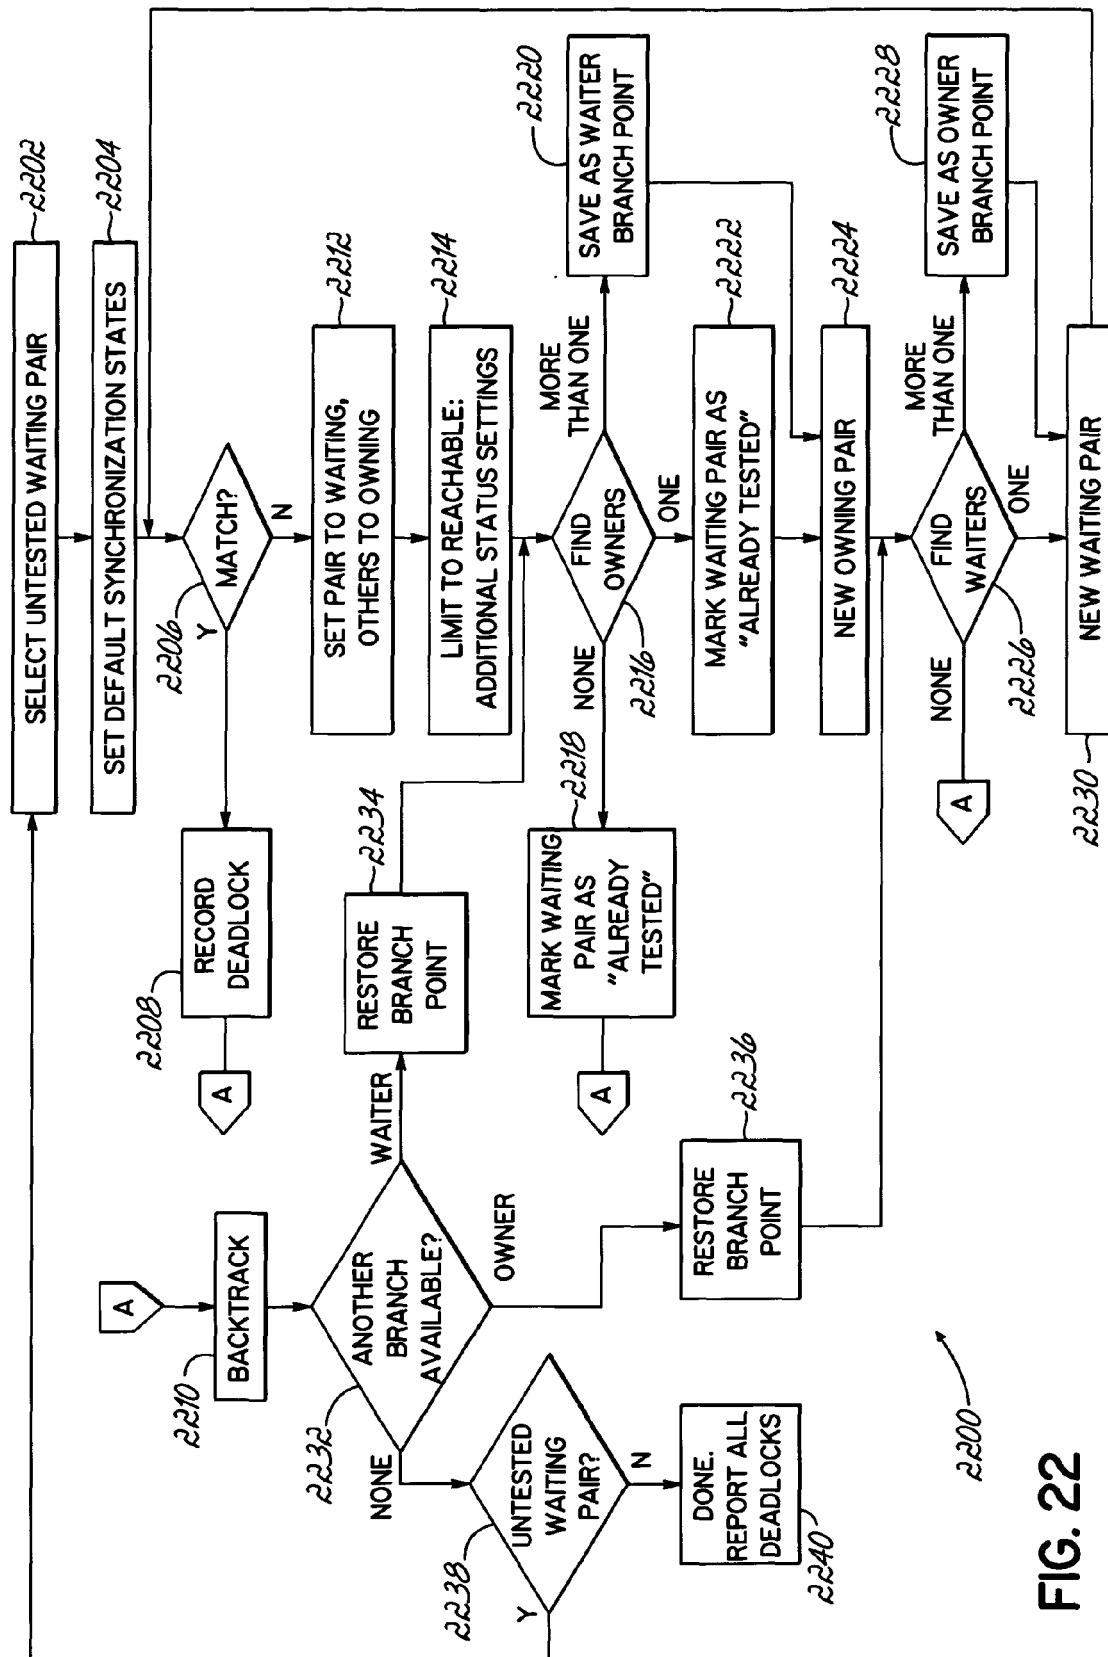 SELECT UNTESTED WAITING PAIR
2202
SET DEFAULT SYNCHRONIZATION STATES
2204
MATCH?
2206
Y
N
RECORD
DEADLOCK
2208
A
SET PAIR TO WAITING,
OTHERS TO OWNING
2212
LIMIT TO REACHABLE:
ADDITIONAL STATUS SETTINGS
2214
FIND
OWNERS
2216
NONE
ONE
MORE
THAN ONE
SAVE AS WAITER
BRANCH POINT
2220
MARK WAITING
PAIR AS
"ALREADY
TESTED"
2218
A
MARK WAITING PAIR AS
"ALREADY TESTED"
2222
NEW OWNING PAIR
2224
FIND
WAITERS
2226
NONE
ONE
MORE
THAN ONE
SAVE AS OWNER
BRANCH POINT
2228
A
NEW WAITING PAIR
2230
A
BACKTRACK
2210
ANOTHER
BRANCH
AVAILABLE?
2232
WAITER
OWNER
NONE
RESTORE
BRANCH
POINT
2234
RESTORE
BRANCH
POINT
2236
UNTESTED
WAITING
PAIR?
2238
Y
N
DONE.
REPORT ALL
DEADLOCKS
2240
2200
FIG. 22